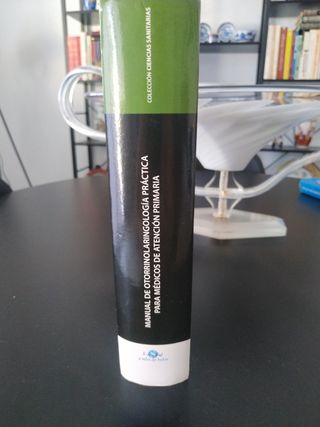 COLECCIÓN CIENCIAS SANITARIAS
MANUAL DE OTORRINOLARINGOLOGÍA PRÁCTICA
PARA MÉDICOS DE ATENCIÓN PRIMARIA